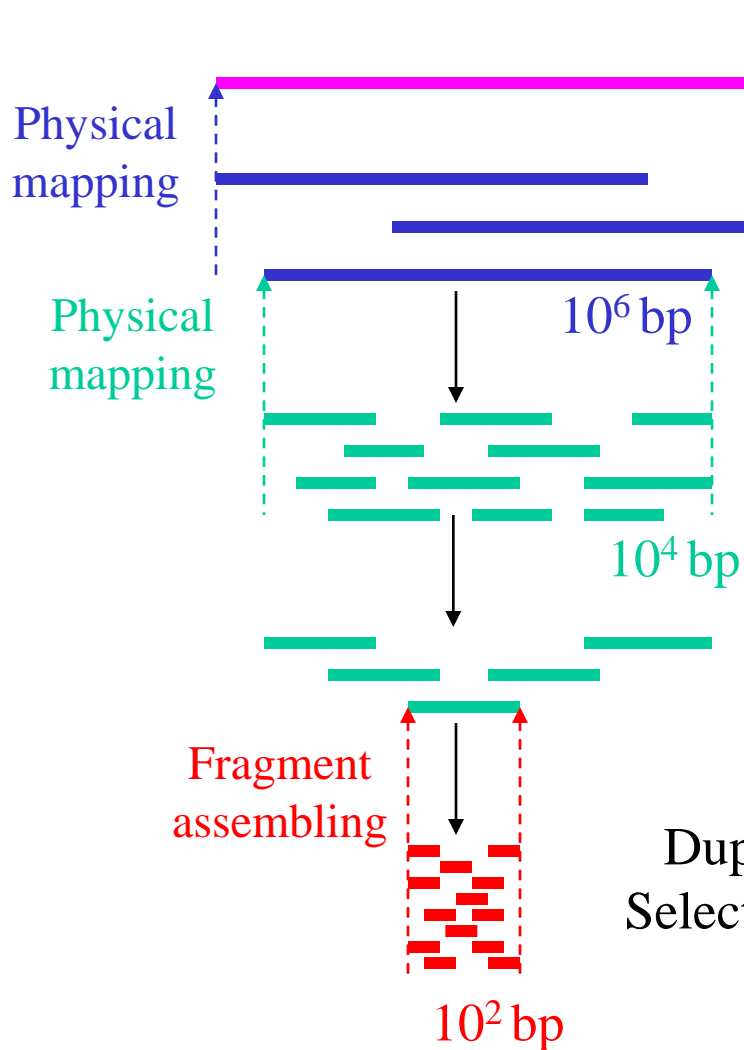 Physical
mapping
10⁶ bp
Physical
mapping
10⁴ bp
Fragment
assembling
10² bp